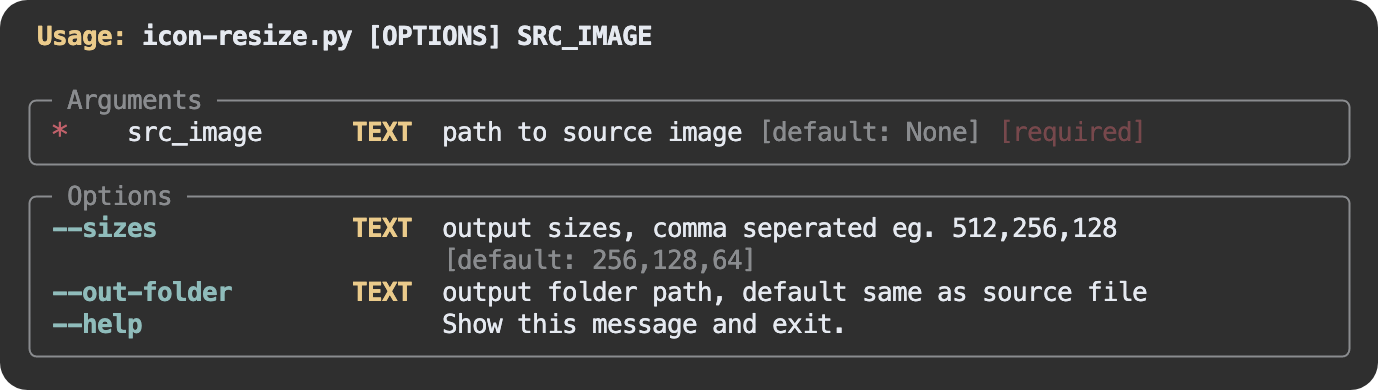 Usage: icon-resize.py [OPTIONS] SRC_IMAGE
Arguments
* src_image TEXT path to source image [default: None] [required]
Options
--sizes TEXT output sizes, comma seperated eg. 512,256,128
[default: 256,128,64]
--out-folder TEXT output folder path, default same as source file
--help Show this message and exit.